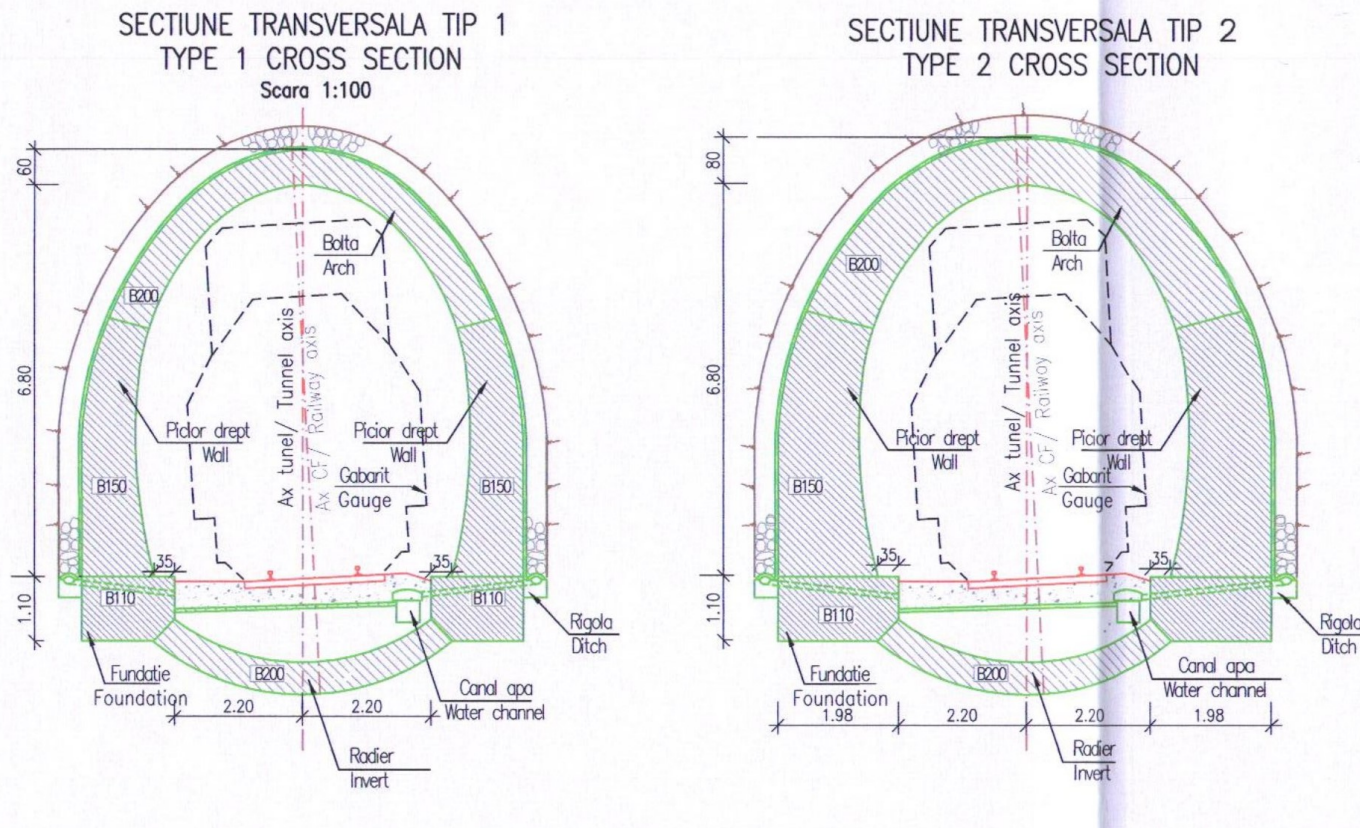 SECTIUNE TRANSVERSALA TIP 1
TYPE 1 CROSS SECTION
Scara 1:100
60
6.80
1.10
Bolta
Arch
B200
Ax tunel/ Tunnel axis
Ax CF/ Railway axis
Picior drept
Wall
Picior drept
Wall
Gabarit
Gauge
B150
B150
35
35
B110
B110
Rigola
Ditch
Fundatie
Foundation
B200
Canal apa
Water channel
2.20
2.20
Radier
Invert
SECTIUNE TRANSVERSALA TIP 2
TYPE 2 CROSS SECTION
80
6.80
1.10
Bolta
Arch
B200
Ax tunel/ Tunnel axis
Ax CF/ Railway axis
Picior drept
Wall
Picior drept
Wall
Gabarit
Gauge
B150
35
35
B110
Rigola
Ditch
Fundatie
Foundation
B200
Canal apa
Water channel
1.98
2.20
2.20
1.98
Radier
Invert